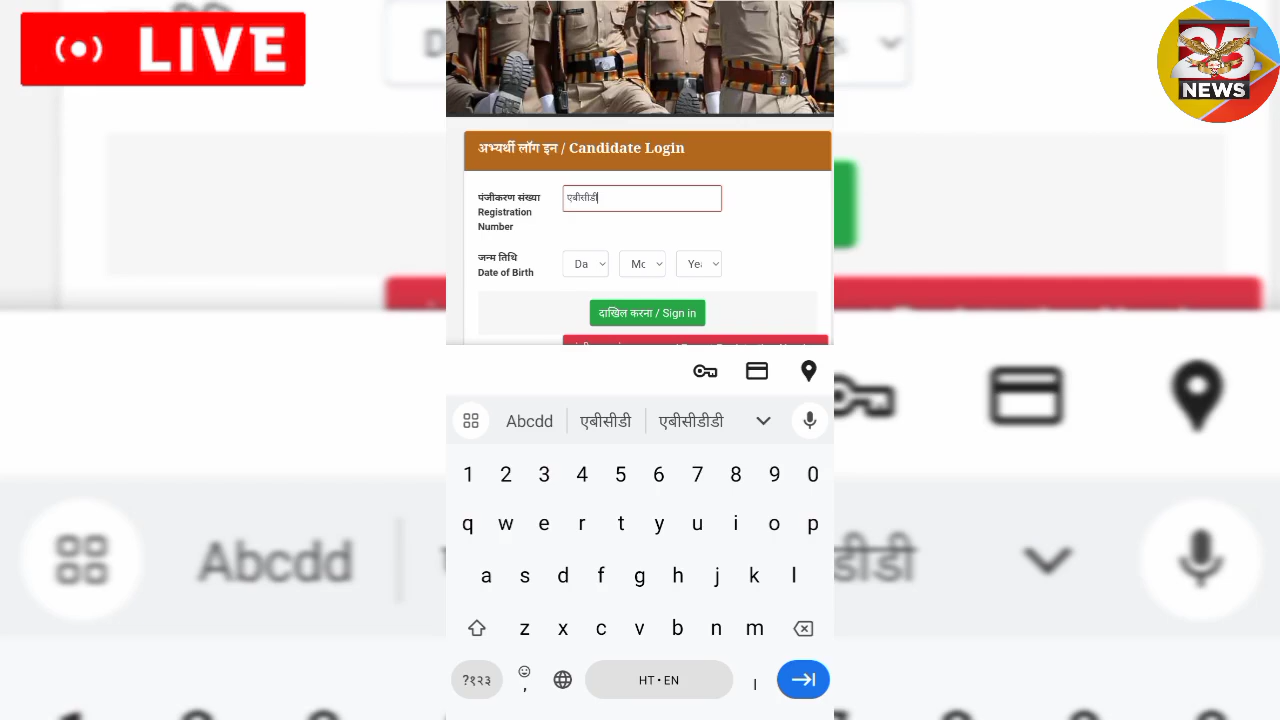 LIVE
25
NEWS
अभ्यर्थी लॉग इन / Candidate Login
पंजीकरण संख्या
Registration
Number
एबीसीडी
जन्म तिथि
Date of Birth
Da
Mc
Yea
दाखिल करना / Sign in
Abcdd
एबीसीडी
एबीसीडीडी
1 2 3 4 5 6 7 8 9 0
q w e r t y u i o p
a s d f g h j k l
z x c v b n m
?१२३ , HT • EN ।
Abcdd